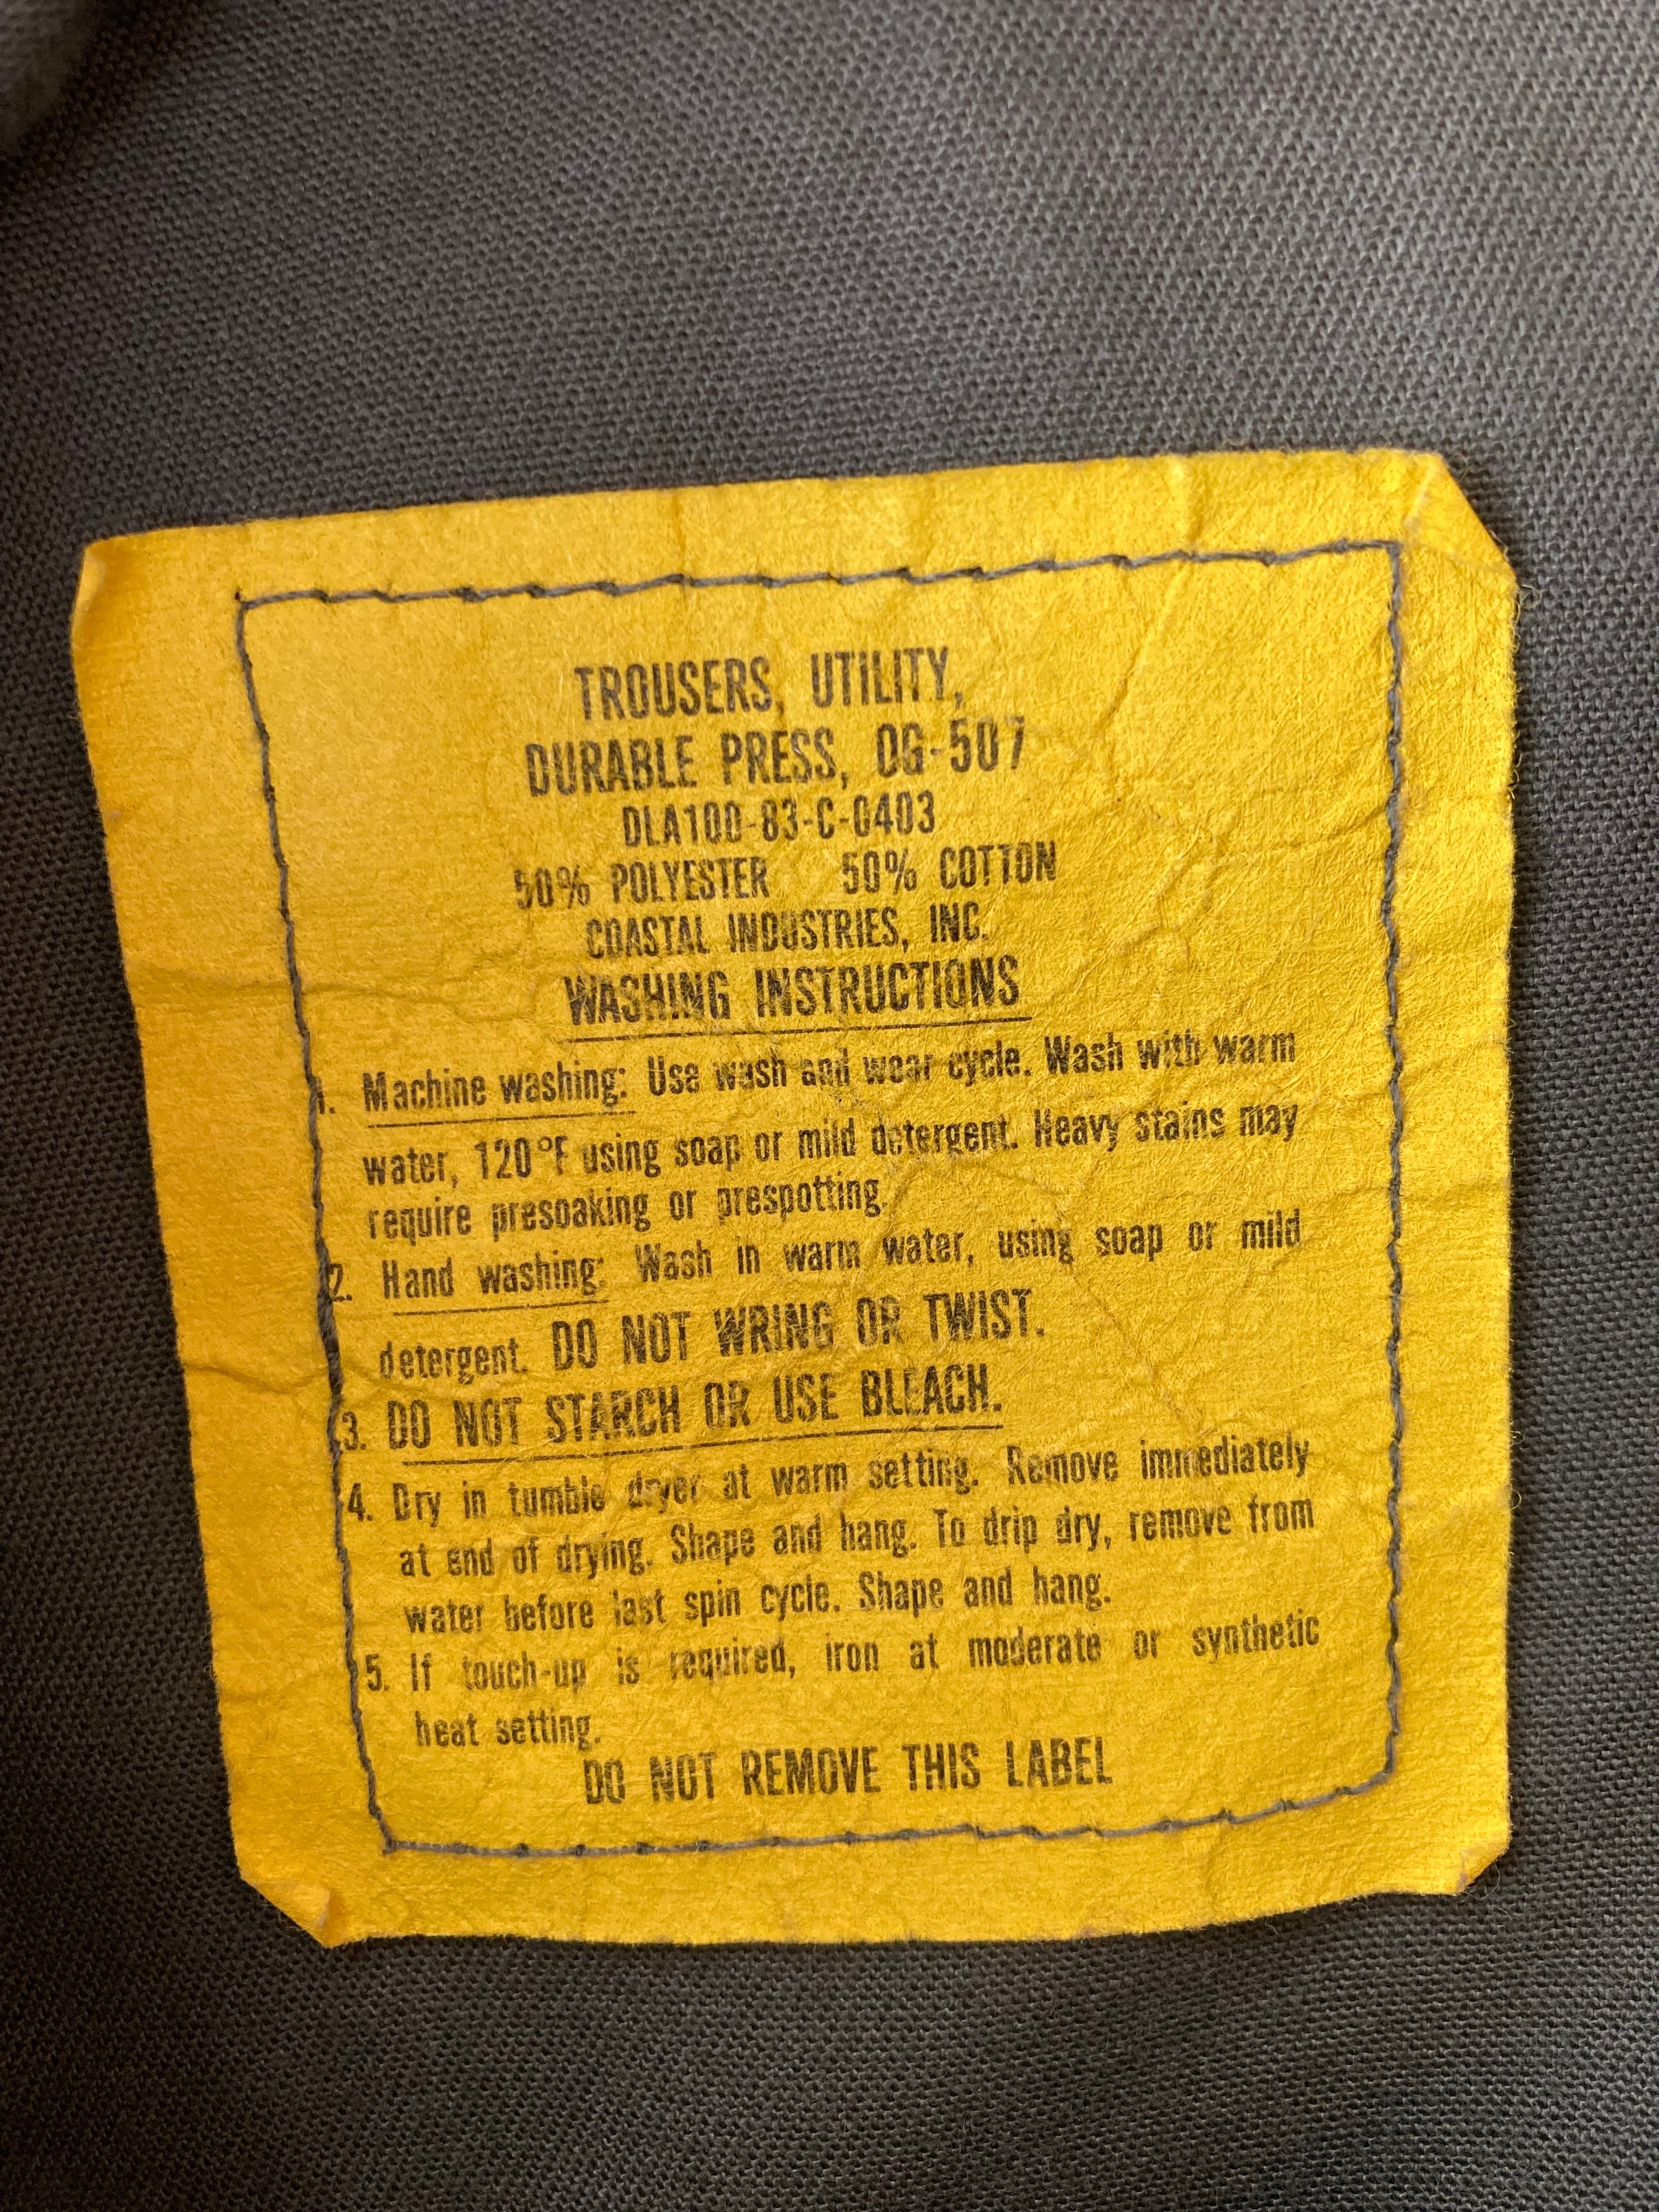 TROUSERS, UTILITY,
DURABLE PRESS, OG-507
DLA100-83-C-0403
50% POLYESTER 50% COTTON
COASTAL INDUSTRIES, INC.
WASHING INSTRUCTIONS
1. Machine washing: Use wash and wear cycle. Wash with warm
water, 120°F using soap or mild detergent. Heavy stains may
require presoaking or prespotting.
2. Hand washing: Wash in warm water, using soap or mild
detergent. DO NOT WRING OR TWIST.
3. DO NOT STARCH OR USE BLEACH.
4. Dry in tumble dryer at warm setting. Remove immediately
at end of drying. Shape and hang. To drip dry, remove from
water before last spin cycle. Shape and hang.
5. If touch-up is required, iron at moderate or synthetic
heat setting.
DO NOT REMOVE THIS LABEL